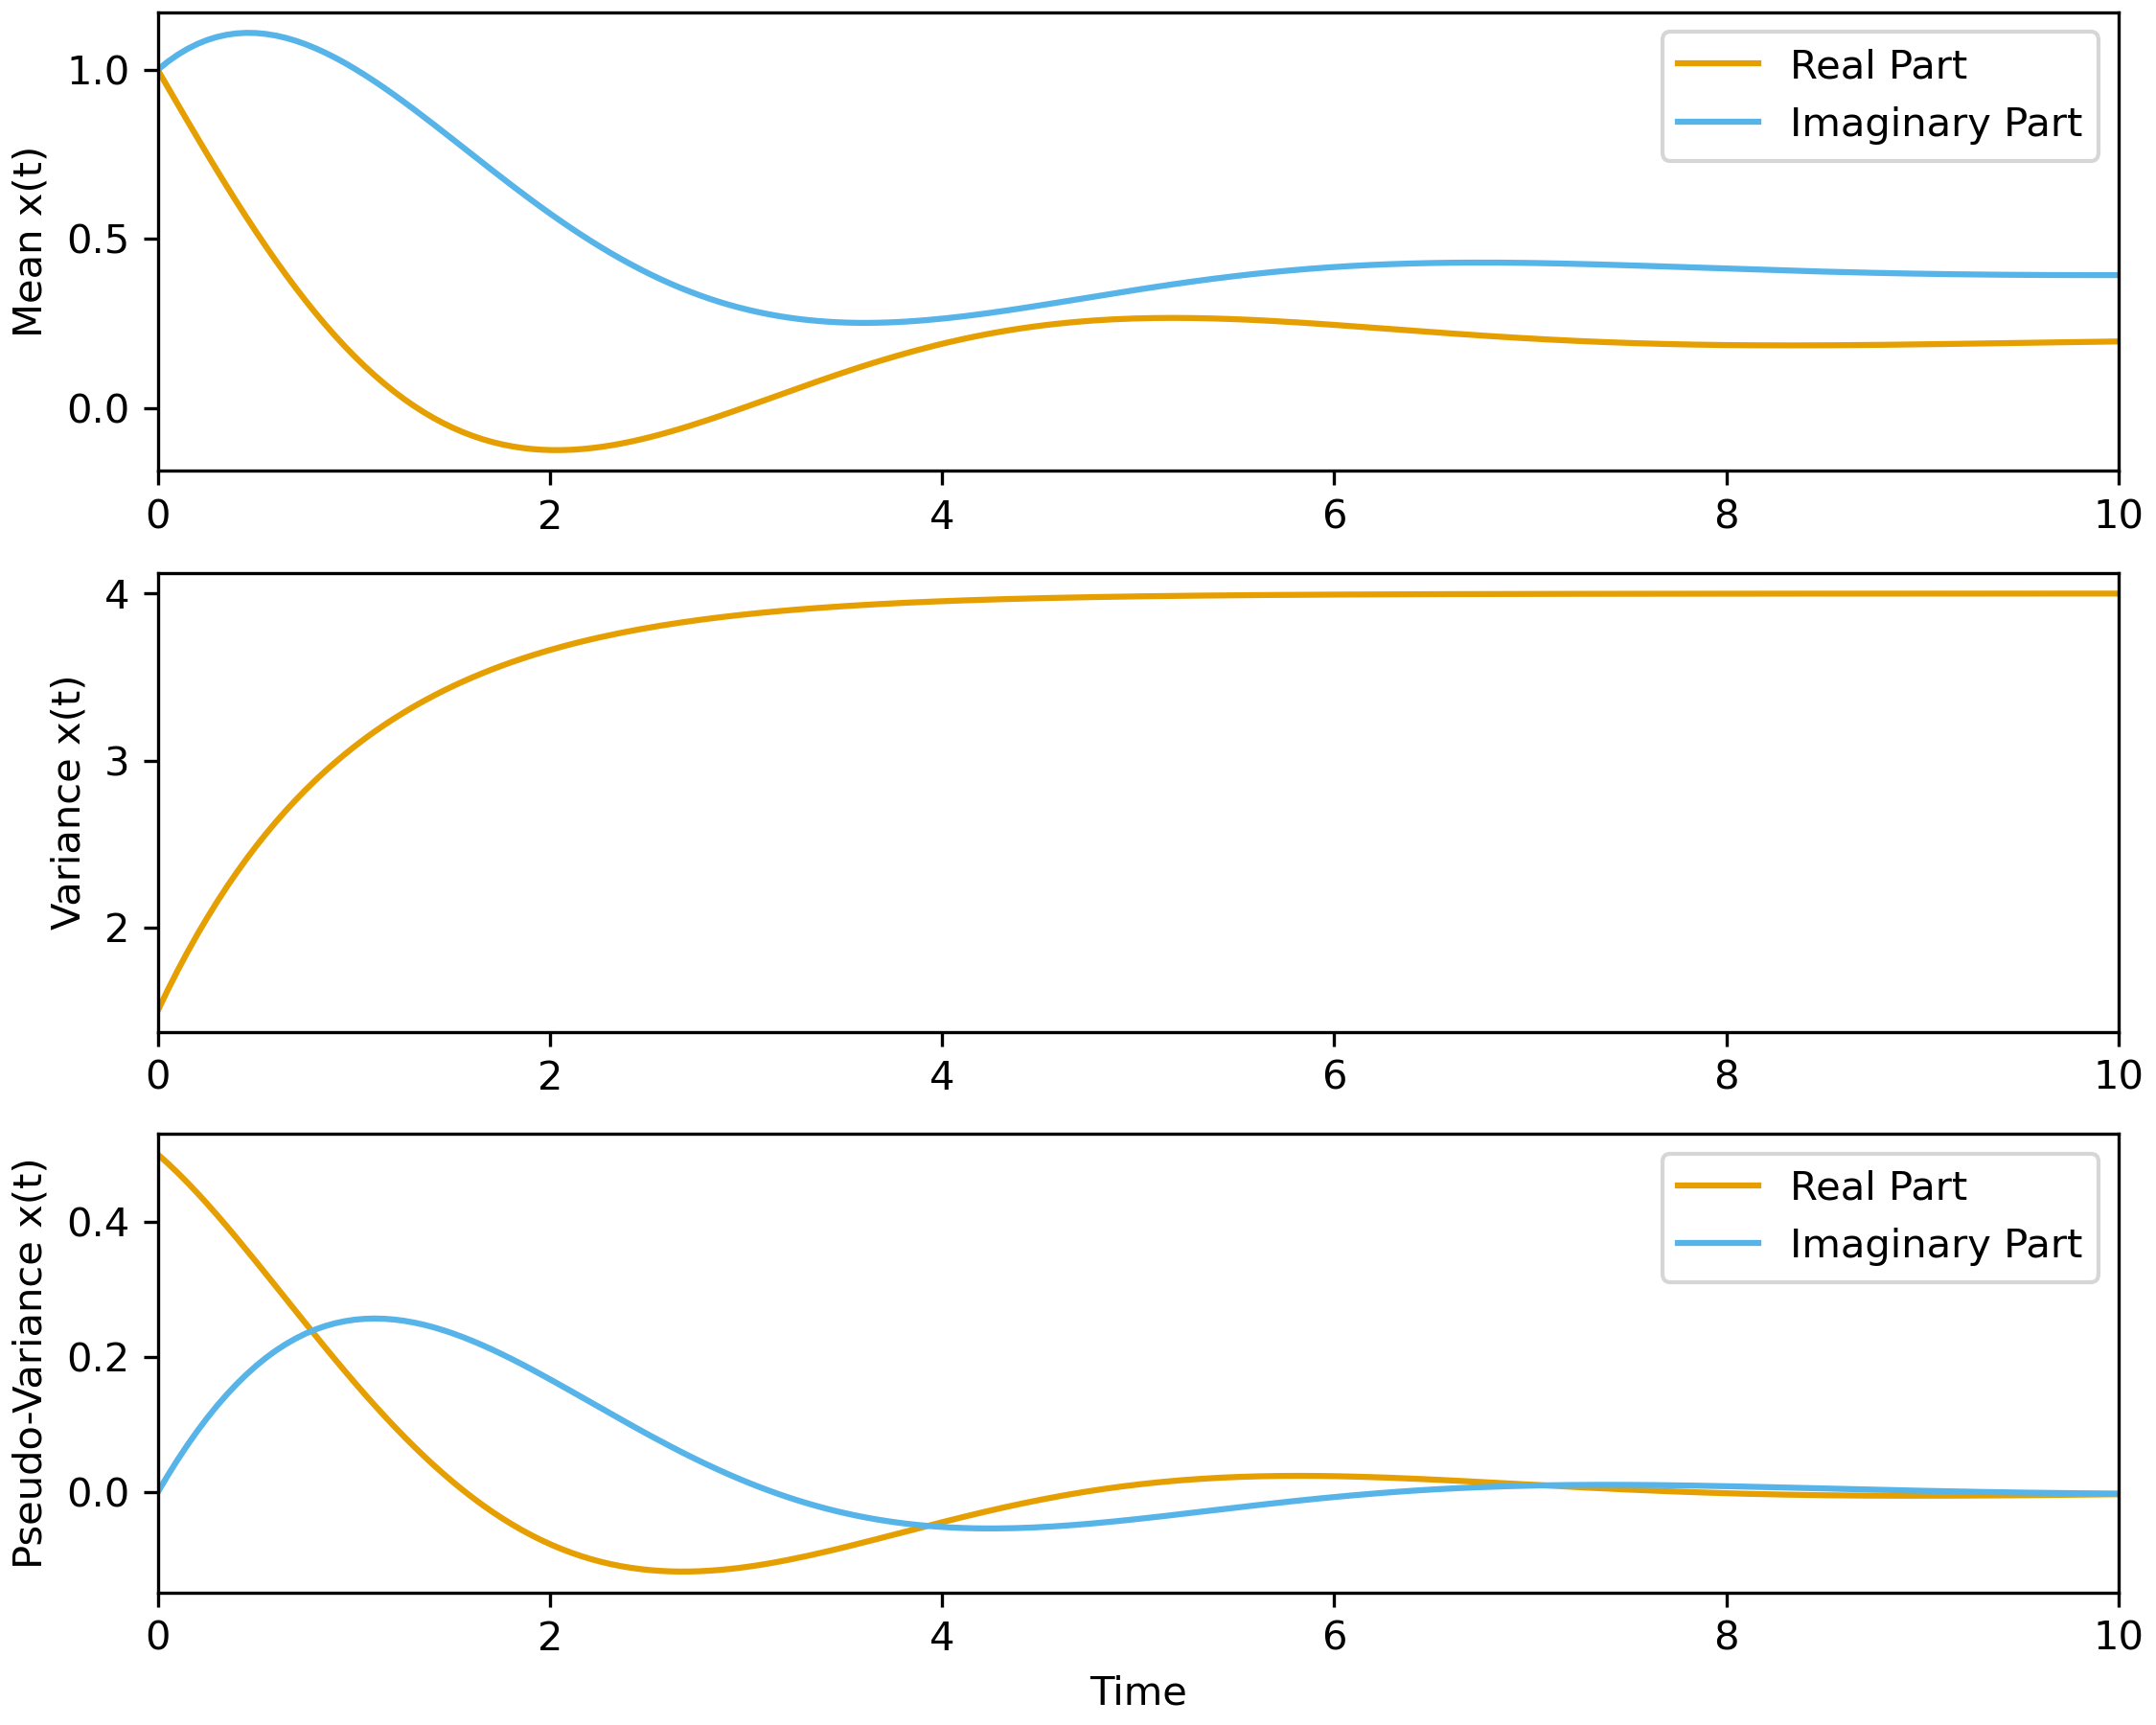 Mean x(t)
1.0
0.5
0.0
Real Part
Imaginary Part
0 2 4 6 8 10
Variance x(t)
4
3
2
0 2 4 6 8 10
Pseudo-Variance x(t)
0.4
0.2
0.0
Real Part
Imaginary Part
0 2 4 6 8 10
Time